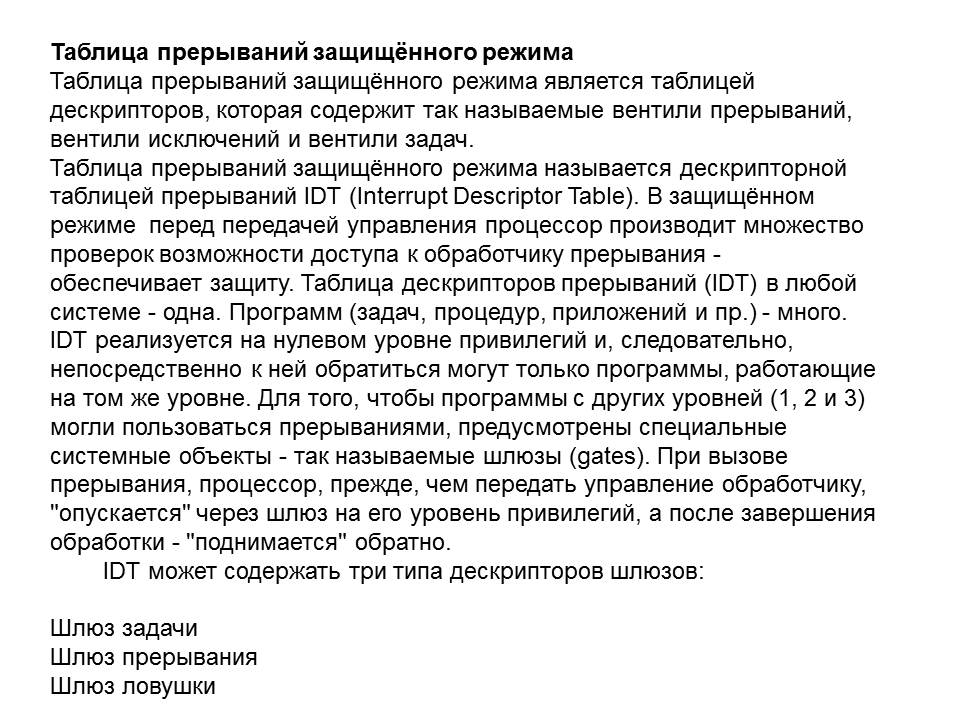 Таблица прерываний защищённого режима
Таблица прерываний защищённого режима является таблицей
дескрипторов, которая содержит так называемые вентили прерываний,
вентили исключений и вентили задач.
Таблица прерываний защищённого режима называется дескрипторной
таблицей прерываний IDT (Interrupt Descriptor Table). В защищённом
режиме  перед передачей управления процессор производит множество
проверок возможности доступа к обработчику прерывания -
обеспечивает защиту. Таблица дескрипторов прерываний (IDT) в любой
системе - одна. Программ (задач, процедур, приложений и пр.) - много.
IDT реализуется на нулевом уровне привилегий и, следовательно,
непосредственно к ней обратиться могут только программы, работающие
на том же уровне. Для того, чтобы программы с других уровней (1, 2 и 3)
могли пользоваться прерываниями, предусмотрены специальные
системные объекты - так называемые шлюзы (gates). При вызове
прерывания, процессор, прежде, чем передать управление обработчику,
"опускается" через шлюз на его уровень привилегий, а после завершения
обработки - "поднимается" обратно.
IDT может содержать три типа дескрипторов шлюзов:
Шлюз задачи
Шлюз прерывания
Шлюз ловушки